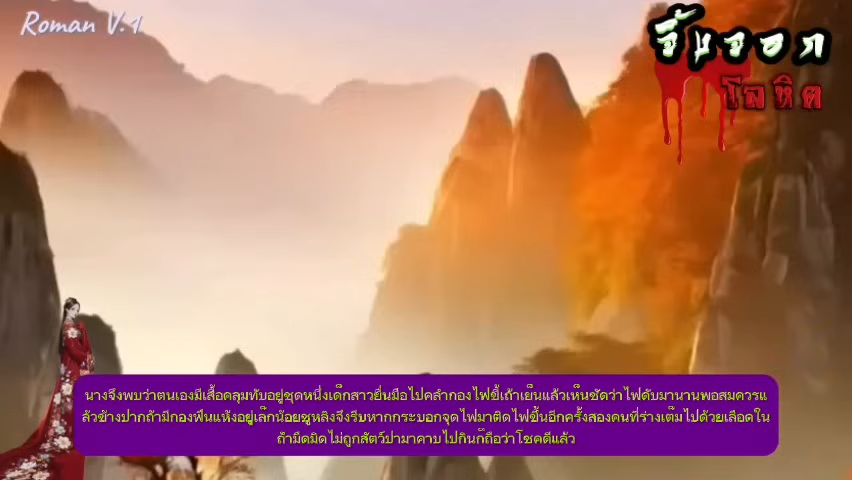 Roman V.1
จิ้งจอก
โลหิต
นางจึงพบว่าตนเองมีเสื้อคลุมทับอยู่ชุดหนึ่งเด็กสาวยื่นมือไปคลำกองไฟขี้เถ้าเย็นแล้วเห็นชัดว่าไฟดับมานานพอสมควรแ
ล้วข้างปากถ้ำมีกองฟืนแห้งอยู่เล็กน้อยชูหลิงจึงรีบหากกระบอกจุดไฟมาติดไฟขึ้นอีกครั้งสองคนที่ร่างเต็มไปด้วยเลือดใน
ถ้ำมืดมิดไม่ถูกสัตว์ป่ามาคาบไปกินก็ถือว่าโชคดีแล้ว